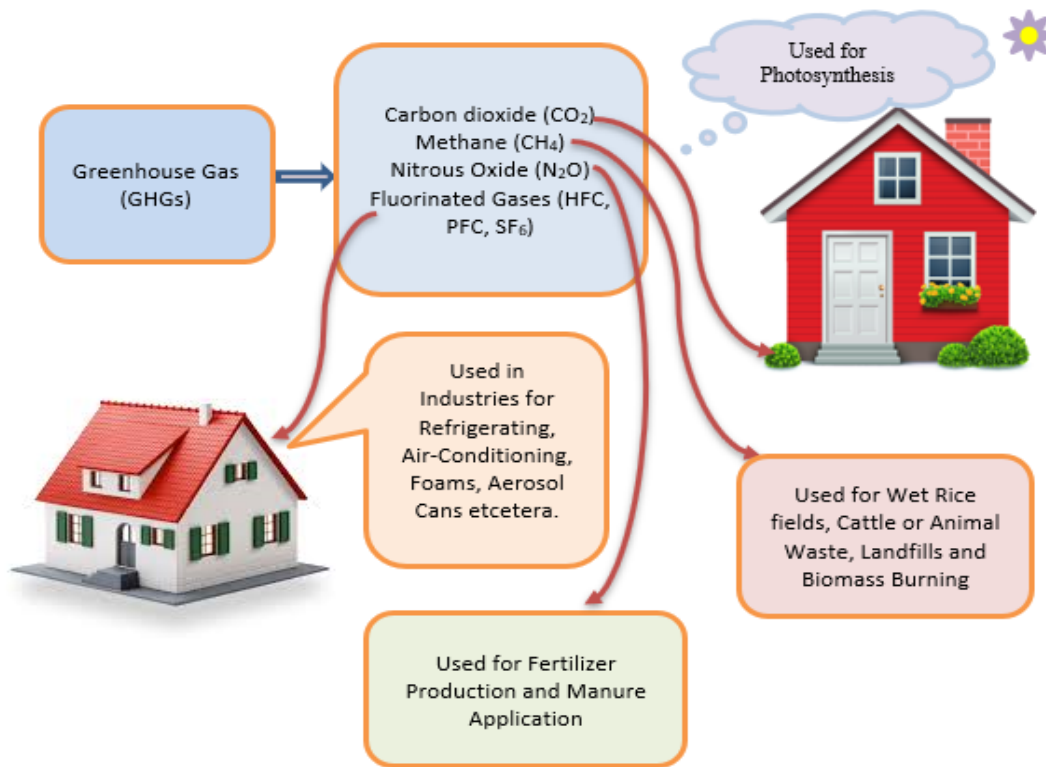 Used for
Photosynthesis
Greenhouse Gas
(GHGs)
Carbon dioxide (CO₂)
Methane (CH₄)
Nitrous Oxide (N₂O)
Fluorinated Gases (HFC,
PFC, SF₆)
Used in
Industries for
Refrigerating,
Air-Conditioning,
Foams, Aerosol
Cans etcetera.
Used for Wet Rice
fields, Cattle or Animal
Waste, Landfills and
Biomass Burning
Used for Fertilizer
Production and Manure
Application